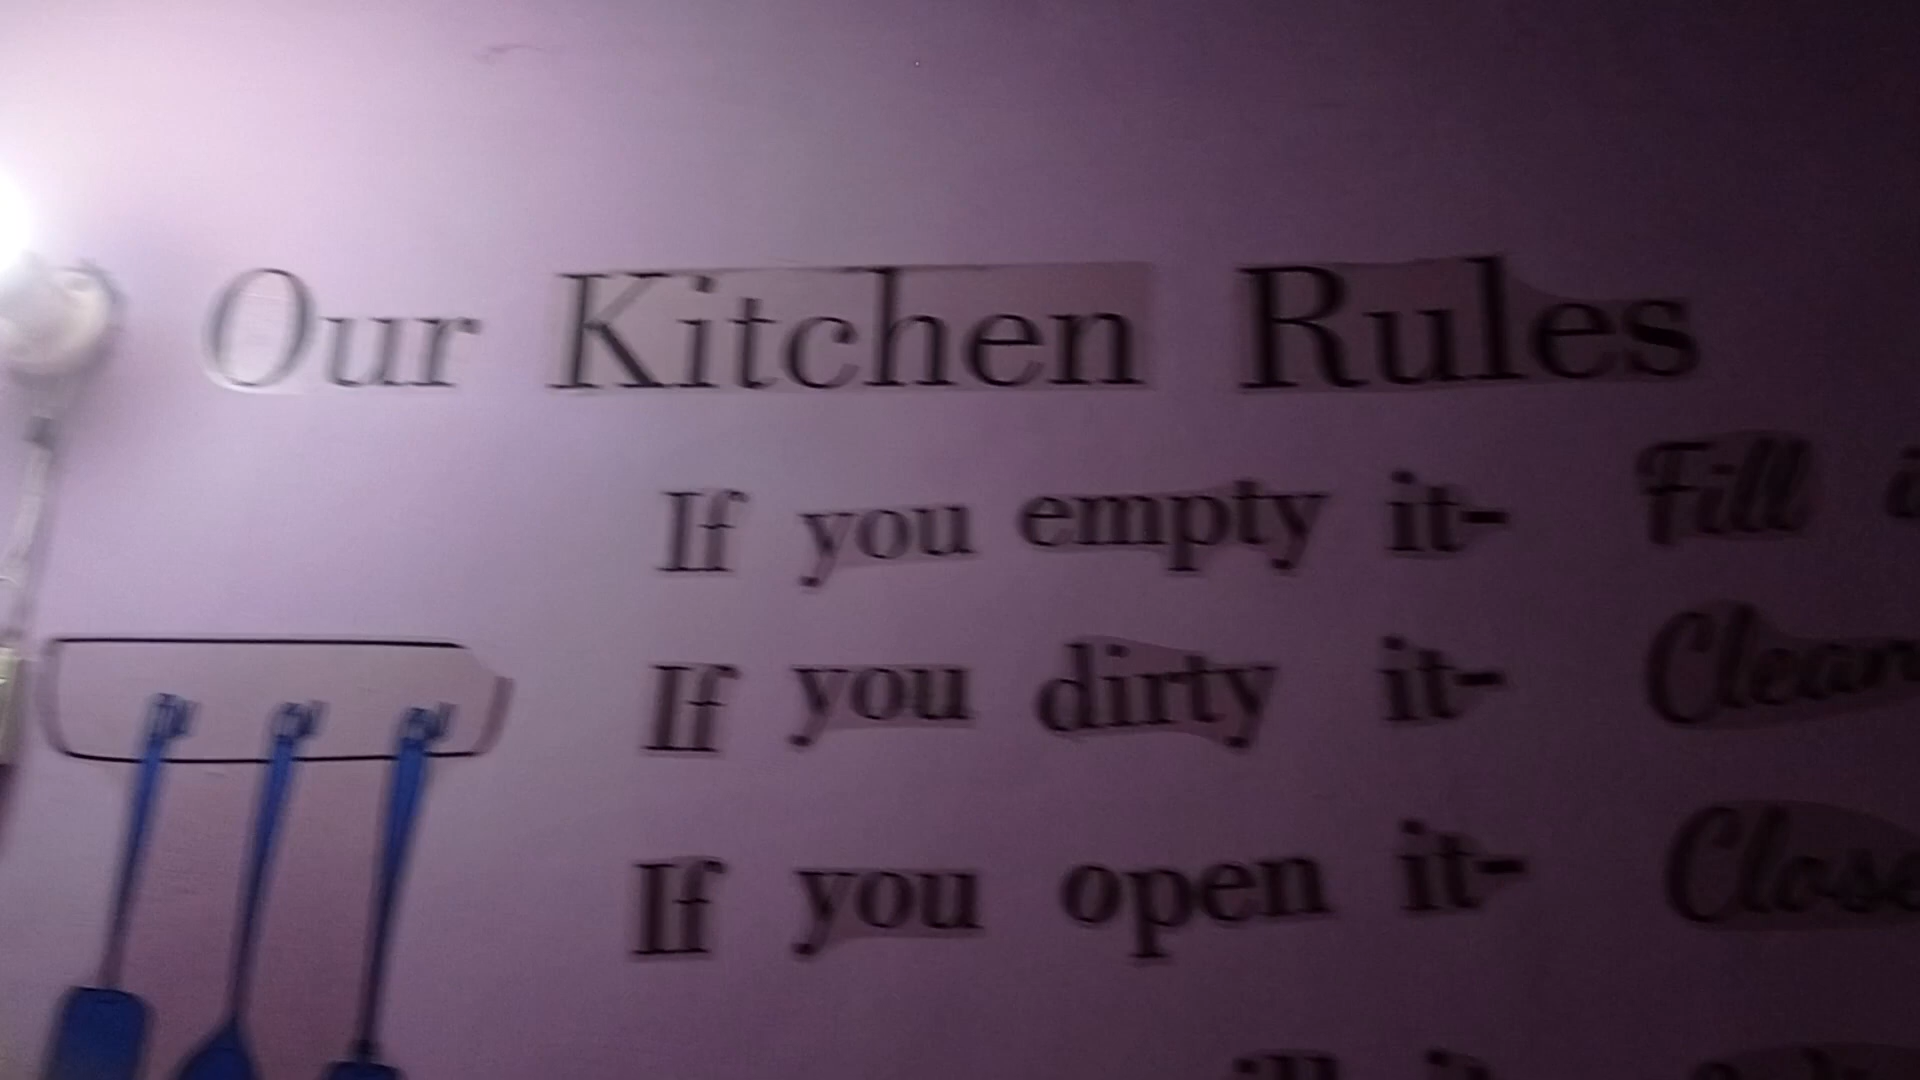 Our Kitchen Rules
If you empty it- Fill
If you dirty it- Clean
If you open it- Close